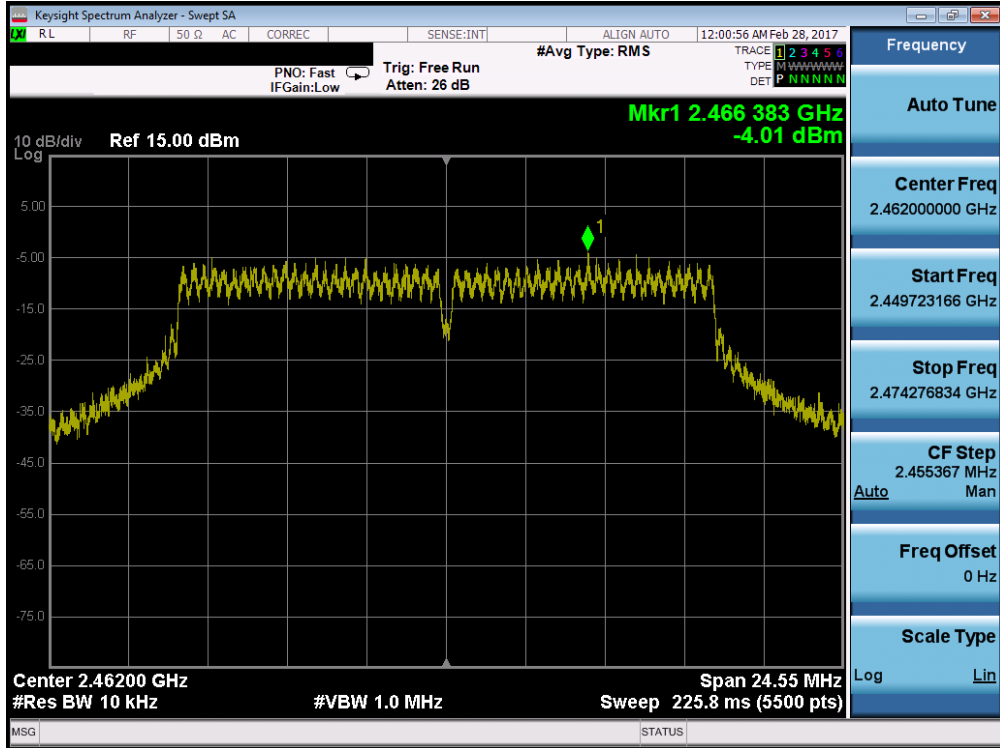 Keysight Spectrum Analyzer - Swept SA
LXI RL RF 50 Ω AC CORREC SENSE:INT ALIGN AUTO 12:00:56 AM Feb 28, 2017
PNO: Fast
IFGain:Low
Trig: Free Run
Atten: 26 dB
#Avg Type: RMS
TRACE 1 2 3 4 5 6
TYPE M WWWWW
DET P N N N N N
Mkr1 2.466 383 GHz
-4.01 dBm
10 dB/div Ref 15.00 dBm
Log
5.00
1
-5.00
-15.0
-25.0
-35.0
-45.0
-55.0
-65.0
-75.0
Center 2.46200 GHz Span 24.55 MHz
#Res BW 10 kHz #VBW 1.0 MHz Sweep 225.8 ms (5500 pts)
MSG STATUS
Frequency
Auto Tune
Center Freq
2.462000000 GHz
Start Freq
2.449723166 GHz
Stop Freq
2.474276834 GHz
CF Step
2.455367 MHz
Auto Man
Freq Offset
0 Hz
Scale Type
Log Lin